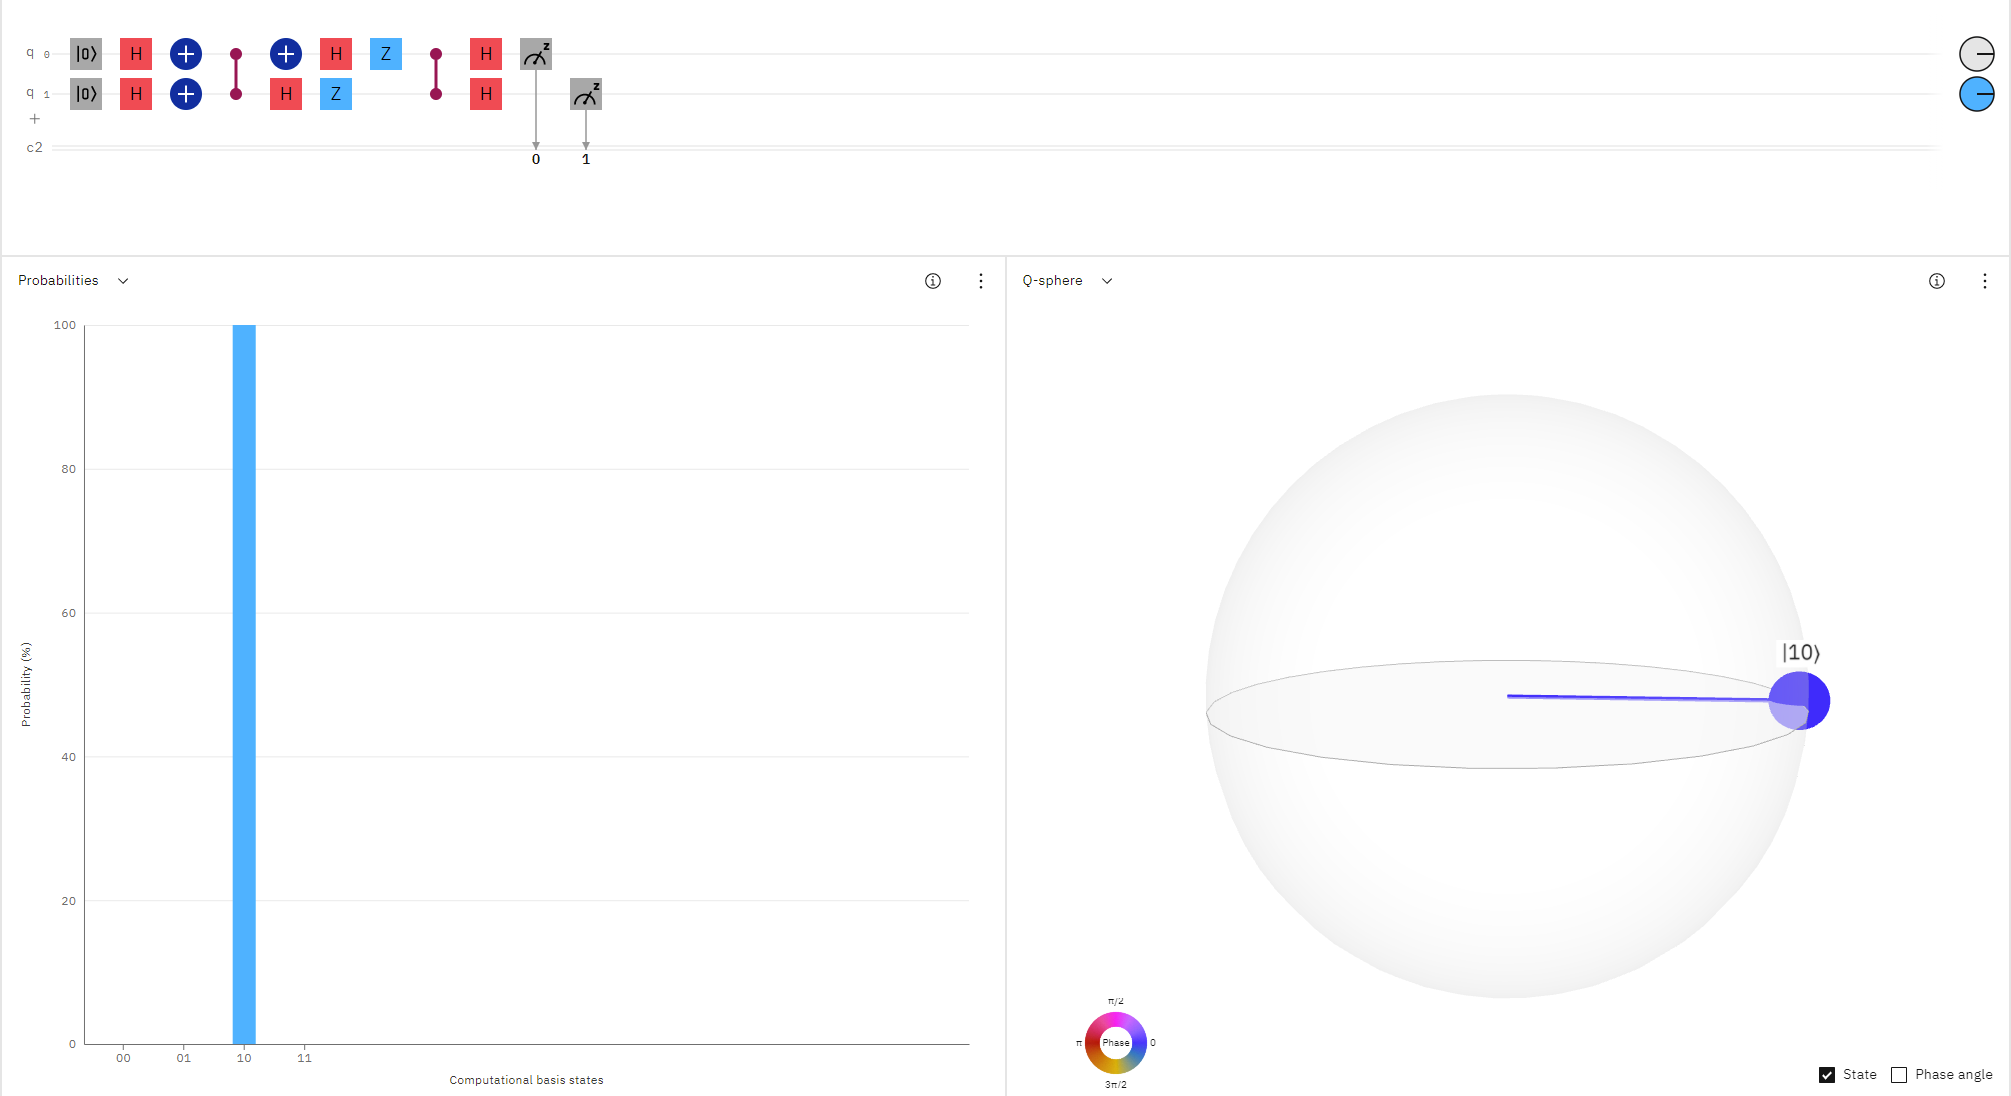 q 0 |0⟩ H + + H Z H z
q 1 |0⟩ H + H Z H z
+
c2 0 1
Probabilities
Q-sphere
100
80
60
40
20
0
Probability (%)
00 01 10 11
Computational basis states
|10⟩
π/2
π Phase 0
3π/2
State Phase angle